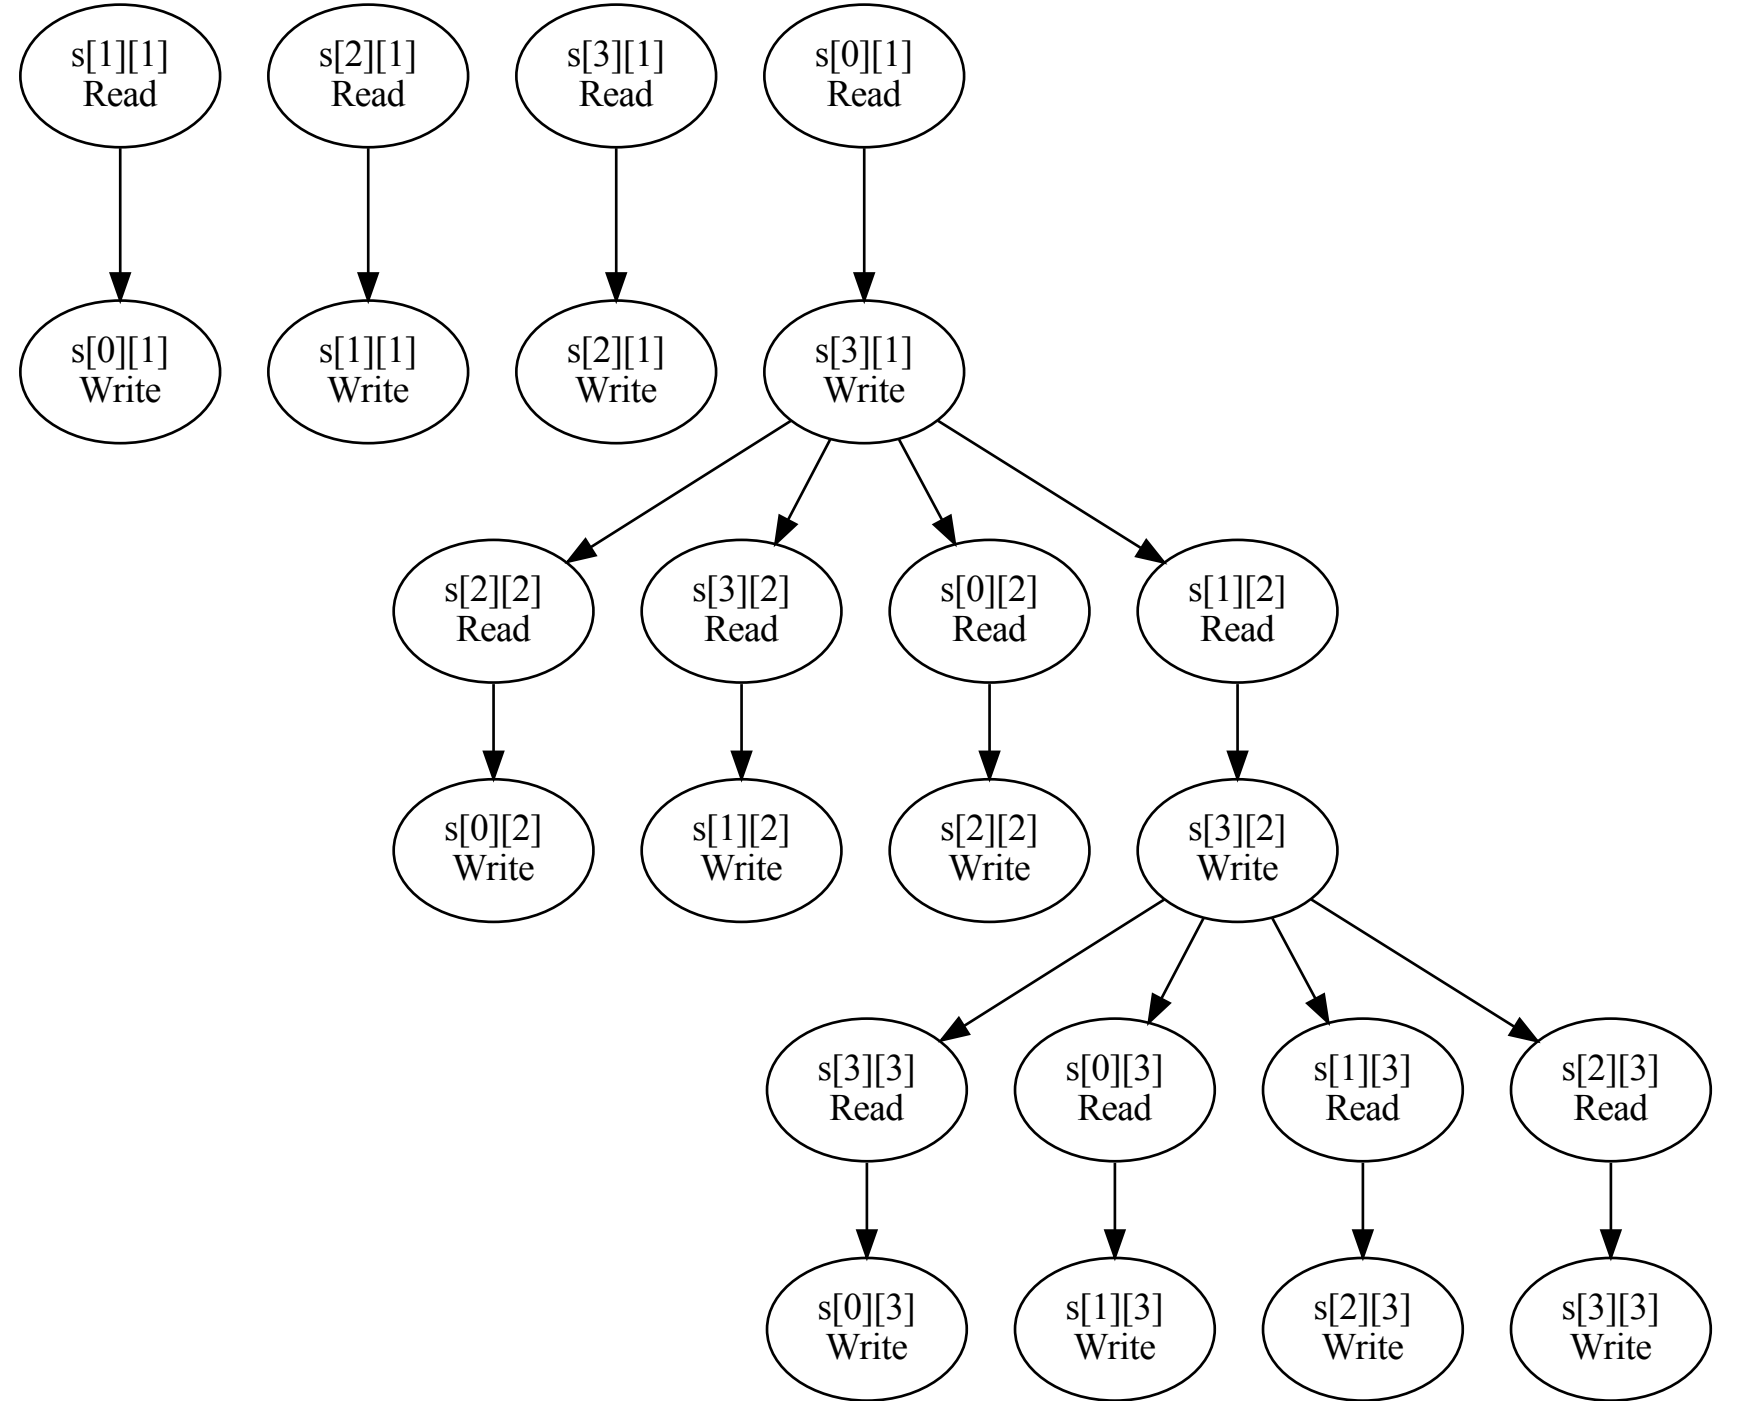 s[1][1]
Read
s[2][1]
Read
s[3][1]
Read
s[0][1]
Read
s[0][1]
Write
s[1][1]
Write
s[2][1]
Write
s[3][1]
Write
s[2][2]
Read
s[3][2]
Read
s[0][2]
Read
s[1][2]
Read
s[0][2]
Write
s[1][2]
Write
s[2][2]
Write
s[3][2]
Write
s[3][3]
Read
s[0][3]
Read
s[1][3]
Read
s[2][3]
Read
s[0][3]
Write
s[1][3]
Write
s[2][3]
Write
s[3][3]
Write